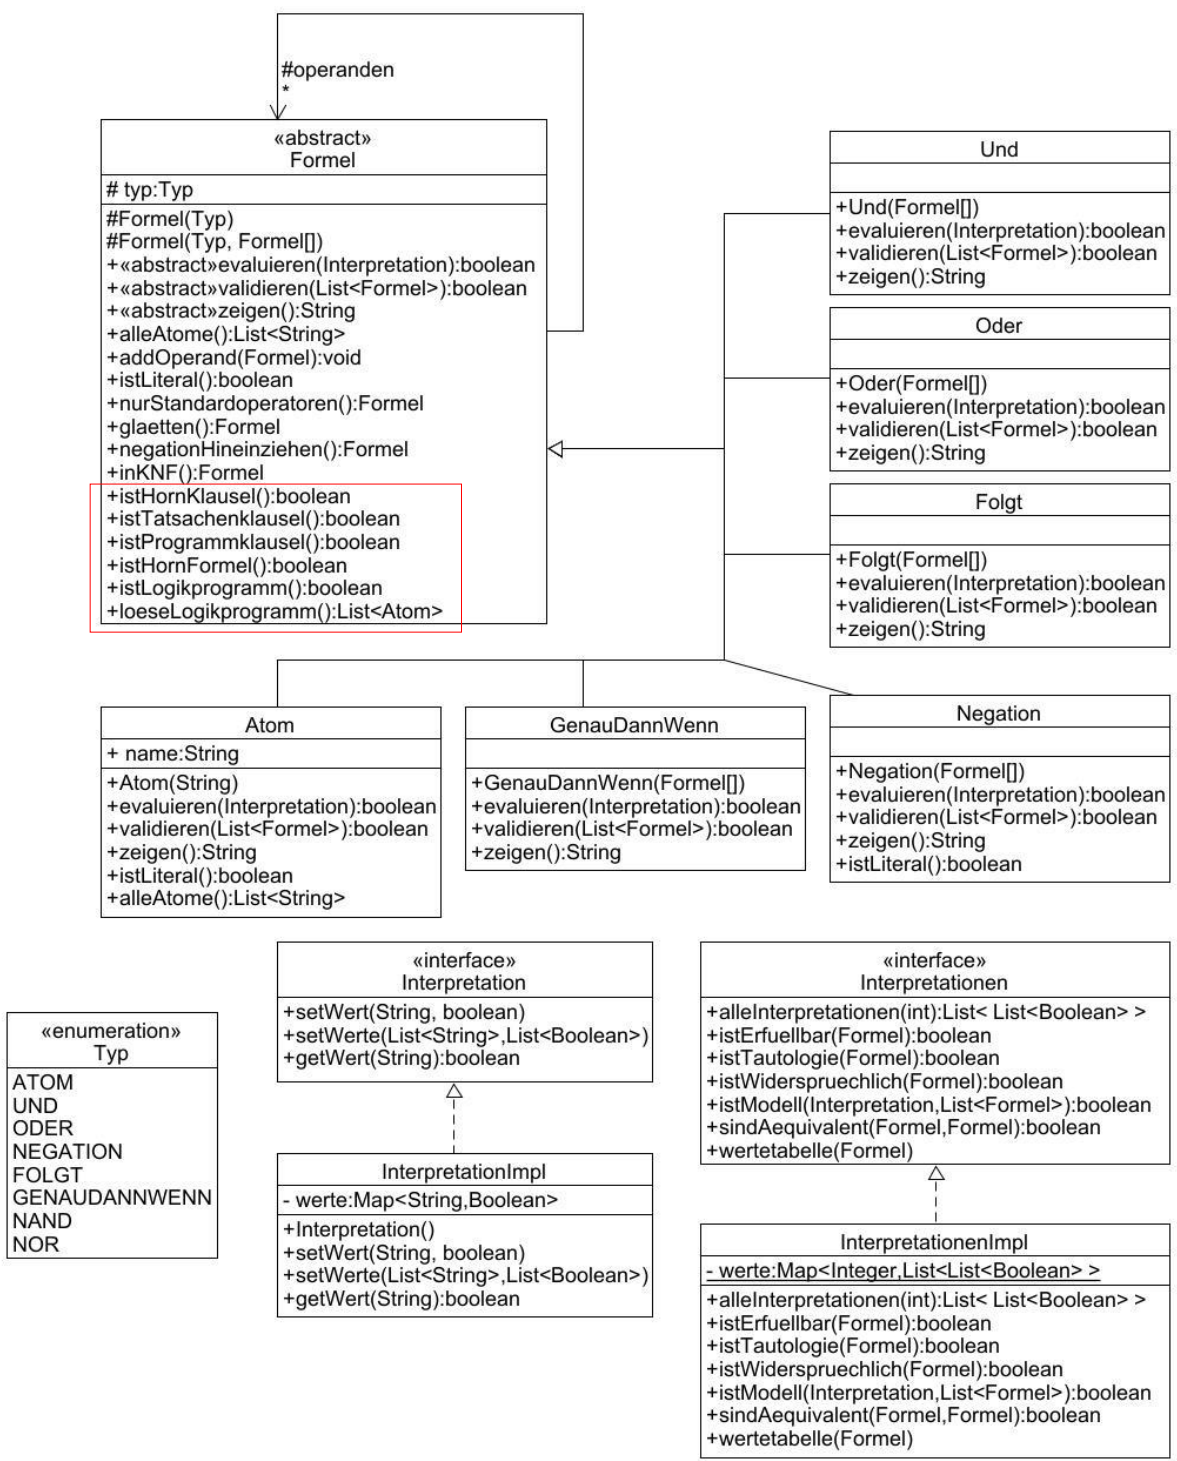 #operanden
*
«abstract»
Formel
# typ:Typ
#Formel(Typ)
#Formel(Typ, Formel[])
+«abstract»evaluieren(Interpretation):boolean
+«abstract»validieren(List<Formel>):boolean
+«abstract»zeigen():String
+alleAtome():List<String>
+addOperand(Formel):void
+istLiteral():boolean
+nurStandardoperatoren():Formel
+glaetten():Formel
+negationHineinziehen():Formel
+inKNF():Formel
+istHornKlausel():boolean
+istTatsachenklausel():boolean
+istProgrammklausel():boolean
+istHornFormel():boolean
+istLogikprogramm():boolean
+loeseLogikprogramm():List<Atom>
Und
+Und(Formel[])
+evaluieren(Interpretation):boolean
+validieren(List<Formel>):boolean
+zeigen():String
Oder
+Oder(Formel[])
+evaluieren(Interpretation):boolean
+validieren(List<Formel>):boolean
+zeigen():String
Folgt
+Folgt(Formel[])
+evaluieren(Interpretation):boolean
+validieren(List<Formel>):boolean
+zeigen():String
Atom
+ name:String
+Atom(String)
+evaluieren(Interpretation):boolean
+validieren(List<Formel>):boolean
+zeigen():String
+istLiteral():boolean
+alleAtome():List<String>
GenauDannWenn
+GenauDannWenn(Formel[])
+evaluieren(Interpretation):boolean
+validieren(List<Formel>):boolean
+zeigen():String
Negation
+Negation(Formel[])
+evaluieren(Interpretation):boolean
+validieren(List<Formel>):boolean
+zeigen():String
+istLiteral():boolean
«enumeration»
Typ
ATOM
UND
ODER
NEGATION
FOLGT
GENAUDANNWENN
NAND
NOR
«interface»
Interpretation
+setWert(String, boolean)
+setWerte(List<String>,List<Boolean>)
+getWert(String):boolean
InterpretationImpl
- werte:Map<String,Boolean>
+Interpretation()
+setWert(String, boolean)
+setWerte(List<String>,List<Boolean>)
+getWert(String):boolean
«interface»
Interpretationen
+alleInterpretationen(int):List< List<Boolean> >
+istErfuellbar(Formel):boolean
+istTautologie(Formel):boolean
+istWiderspruechlich(Formel):boolean
+istModell(Interpretation,List<Formel>):boolean
+sindAequivalent(Formel,Formel):boolean
+wertetabelle(Formel)
InterpretationenImpl
- werte:Map<Integer,List<List<Boolean> >
+alleInterpretationen(int):List< List<Boolean> >
+istErfuellbar(Formel):boolean
+istTautologie(Formel):boolean
+istWiderspruechlich(Formel):boolean
+istModell(Interpretation,List<Formel>):boolean
+sindAequivalent(Formel,Formel):boolean
+wertetabelle(Formel)